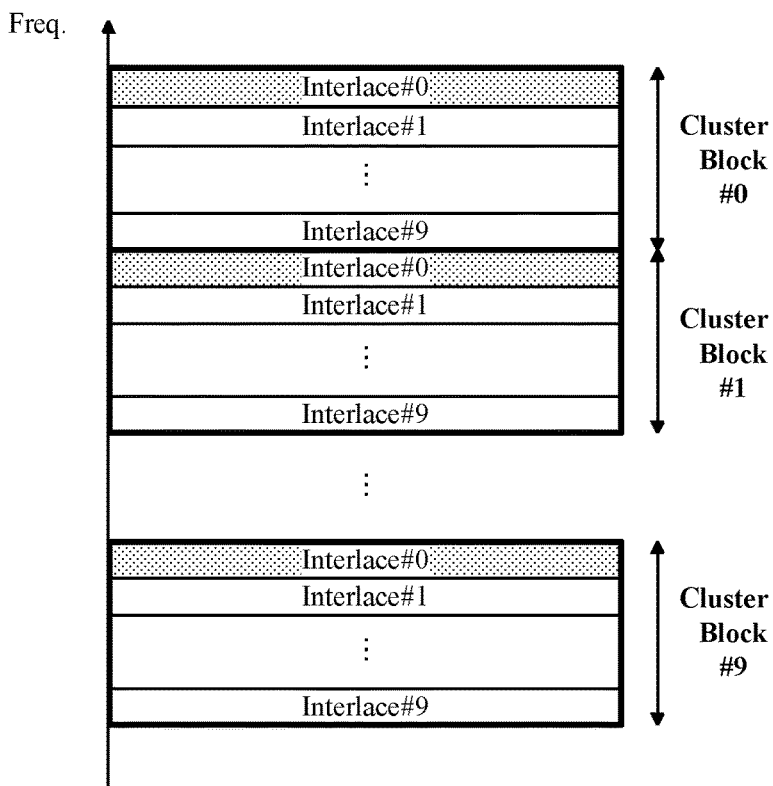 Freq.
Interlace#0
Interlace#1
⋮
Interlace#9
Cluster
Block
#0
Interlace#0
Interlace#1
⋮
Interlace#9
Cluster
Block
#1
⋮
Interlace#0
Interlace#1
⋮
Interlace#9
Cluster
Block
#9